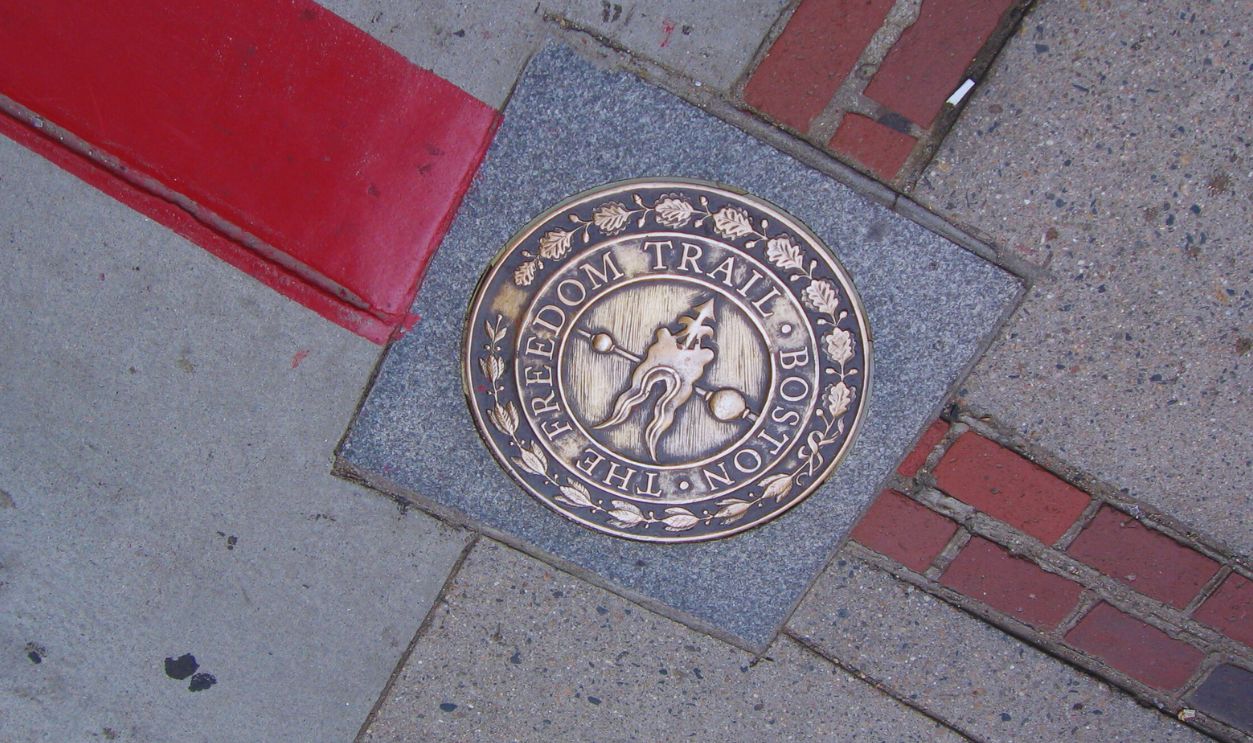 THE FREEDOM TRAIL · BOSTON ·